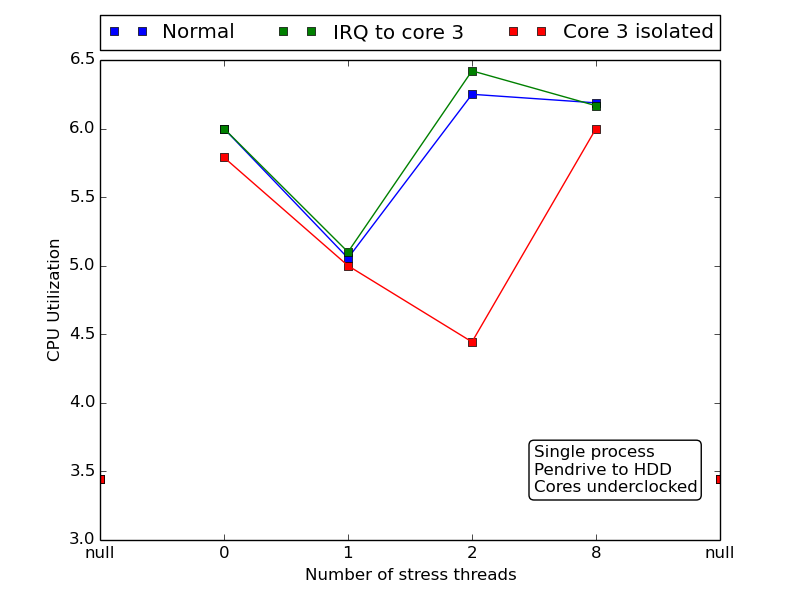 Normal IRQ to core 3 Core 3 isolated
6.5
6.0
5.5
5.0
4.5
4.0
3.5
3.0
CPU Utilization
Single process
Pendrive to HDD
Cores underclocked
null 0 1 2 8 null
Number of stress threads